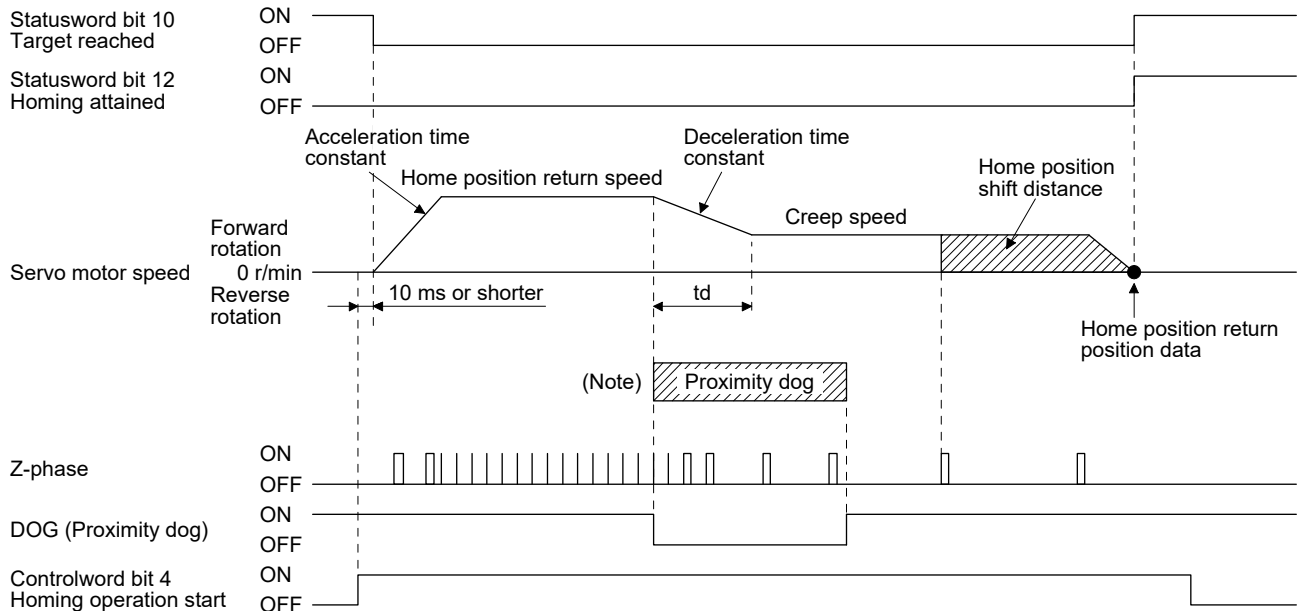 Statusword bit 10
Target reached
ON
OFF
Statusword bit 12
Homing attained
ON
OFF
Acceleration time
constant
Home position return speed
Deceleration time
constant
Creep speed
Home position
shift distance
Servo motor speed
Forward
rotation
0 r/min
Reverse
rotation
10 ms or shorter
td
Home position return
position data
(Note)
Proximity dog
Z-phase
ON
OFF
DOG (Proximity dog)
ON
OFF
Controlword bit 4
Homing operation start
ON
OFF